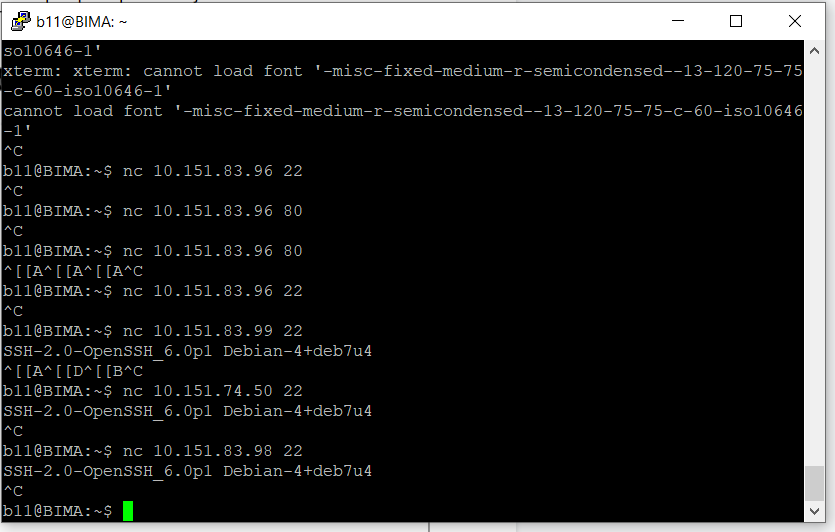 b11@BIMA: ~
so10646-1'
xterm: xterm: cannot load font '-misc-fixed-medium-r-semicondensed--13-120-75-75
-c-60-iso10646-1'
cannot load font '-misc-fixed-medium-r-semicondensed--13-120-75-75-c-60-iso10646
-1'
^C
b11@BIMA:~$ nc 10.151.83.96 22
^C
b11@BIMA:~$ nc 10.151.83.96 80
^C
b11@BIMA:~$ nc 10.151.83.96 80
^[[A^[[A^[[A^C
b11@BIMA:~$ nc 10.151.83.96 22
^C
b11@BIMA:~$ nc 10.151.83.99 22
SSH-2.0-OpenSSH_6.0p1 Debian-4+deb7u4
^[[A^[[D^[[B^C
b11@BIMA:~$ nc 10.151.74.50 22
SSH-2.0-OpenSSH_6.0p1 Debian-4+deb7u4
^C
b11@BIMA:~$ nc 10.151.83.98 22
SSH-2.0-OpenSSH_6.0p1 Debian-4+deb7u4
^C
b11@BIMA:~$